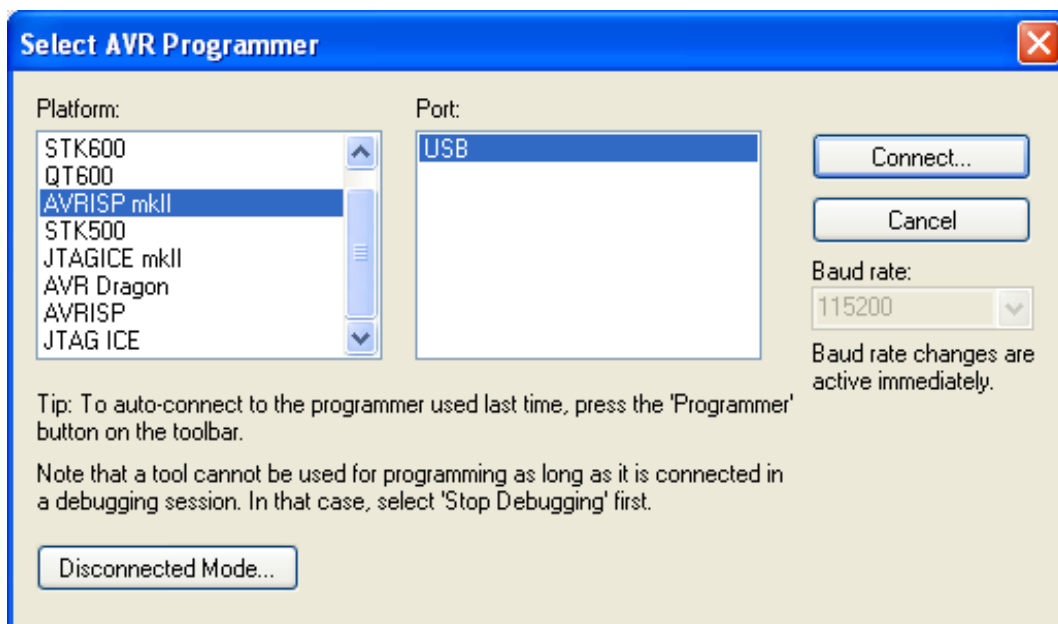 Select AVR Programmer
Platform:
Port:
STK600
QT600
AVRISP mkII
STK500
JTAGICE mkII
AVR Dragon
AVRISP
JTAG ICE
USB
Connect...
Cancel
Baud rate:
115200
Baud rate changes are
active immediately.
Tip: To auto-connect to the programmer used last time, press the 'Programmer'
button on the toolbar.
Note that a tool cannot be used for programming as long as it is connected in
a debugging session. In that case, select 'Stop Debugging' first.
Disconnected Mode...